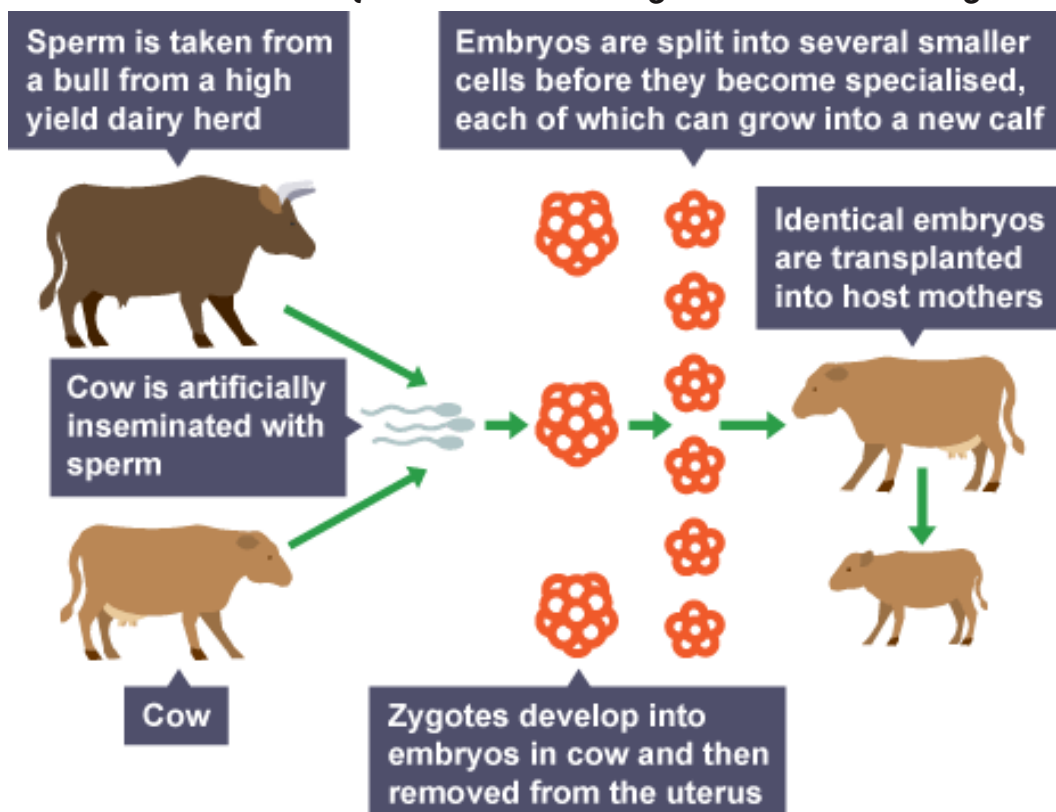 Sperm is taken from
a bull from a high
yield dairy herd
Embryos are split into several smaller
cells before they become specialised,
each of which can grow into a new calf
Identical embryos
are transplanted
into host mothers
Cow is artificially
inseminated with
sperm
Cow
Zygotes develop into
embryos in cow and then
removed from the uterus